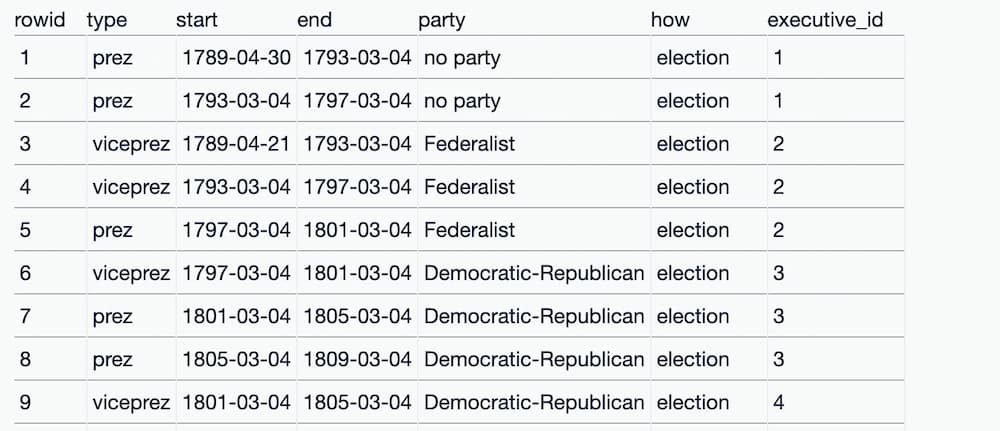 rowid type start end party how executive_id
1 prez 1789-04-30 1793-03-04 no party election 1
2 prez 1793-03-04 1797-03-04 no party election 1
3 viceprez 1789-04-21 1793-03-04 Federalist election 2
4 viceprez 1793-03-04 1797-03-04 Federalist election 2
5 prez 1797-03-04 1801-03-04 Federalist election 2
6 viceprez 1797-03-04 1801-03-04 Democratic-Republican election 3
7 prez 1801-03-04 1805-03-04 Democratic-Republican election 3
8 prez 1805-03-04 1809-03-04 Democratic-Republican election 3
9 viceprez 1801-03-04 1805-03-04 Democratic-Republican election 4